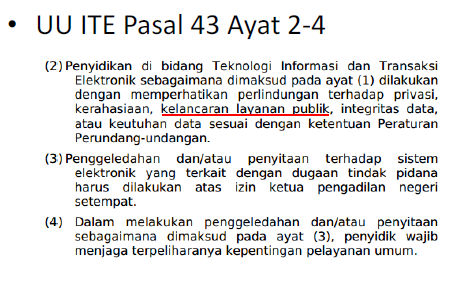 • UU ITE Pasal 43 Ayat 2-4
(2) Penyidikan di bidang Teknologi Informasi dan Transaksi
Elektronik sebagaimana dimaksud pada ayat (1) dilakukan
dengan memperhatikan perlindungan terhadap privasi,
kerahasiaan, kelancaran layanan publik, integritas data,
atau keutuhan data sesuai dengan ketentuan Peraturan
Perundang-undangan.
(3) Penggeledahan dan/atau penyitaan terhadap sistem
elektronik yang terkait dengan dugaan tindak pidana
harus dilakukan atas izin ketua pengadilan negeri
setempat.
(4) Dalam melakukan penggeledahan dan/atau penyitaan
sebagaimana dimaksud pada ayat (3), penyidik wajib
menjaga terpeliharanya kepentingan pelayanan umum.